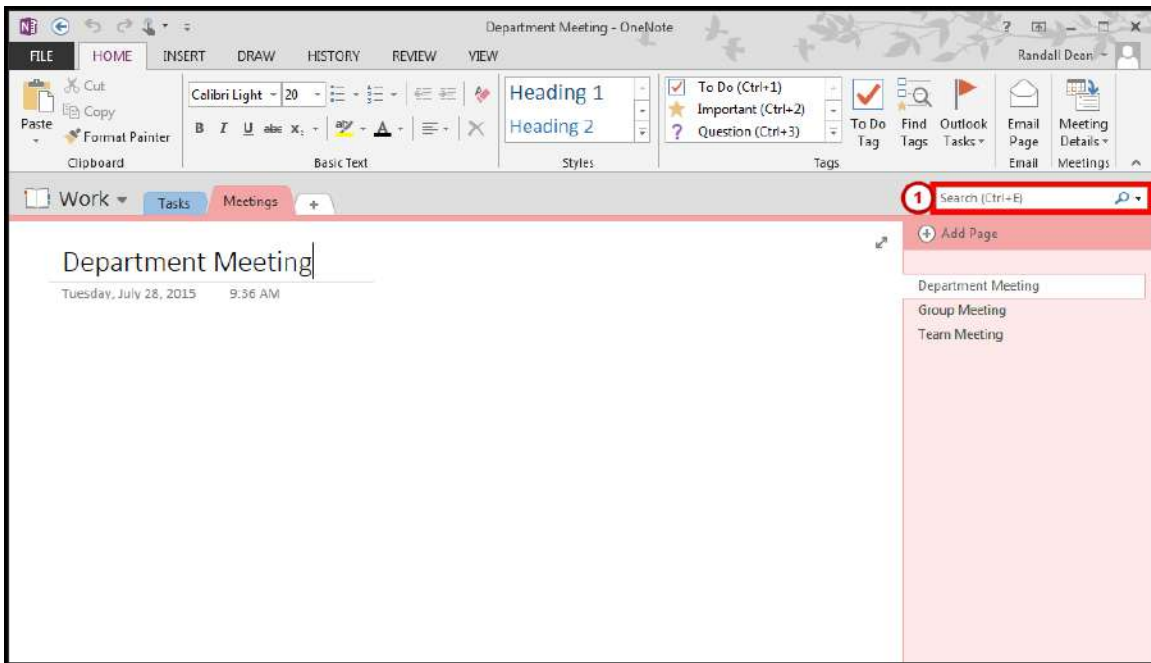 Department Meeting - OneNote
FILE HOME INSERT DRAW HISTORY REVIEW VIEW
Randall Dean
Paste
Cut
Copy
Format Painter
Clipboard
Calibri Light 20
B I U abc X₂ aby A
Basic Text
Heading 1
Heading 2
Styles
To Do (Ctrl+1)
Important (Ctrl+2)
Question (Ctrl+3)
To Do
Tag
Find
Tags
Outlook
Tasks
Tags
Email
Page
Email
Meeting
Details
Meetings
Work Tasks Meetings +
1 Search (Ctrl+E)
Add Page
Department Meeting
Tuesday, July 28, 2015 9:36 AM
Department Meeting
Group Meeting
Team Meeting